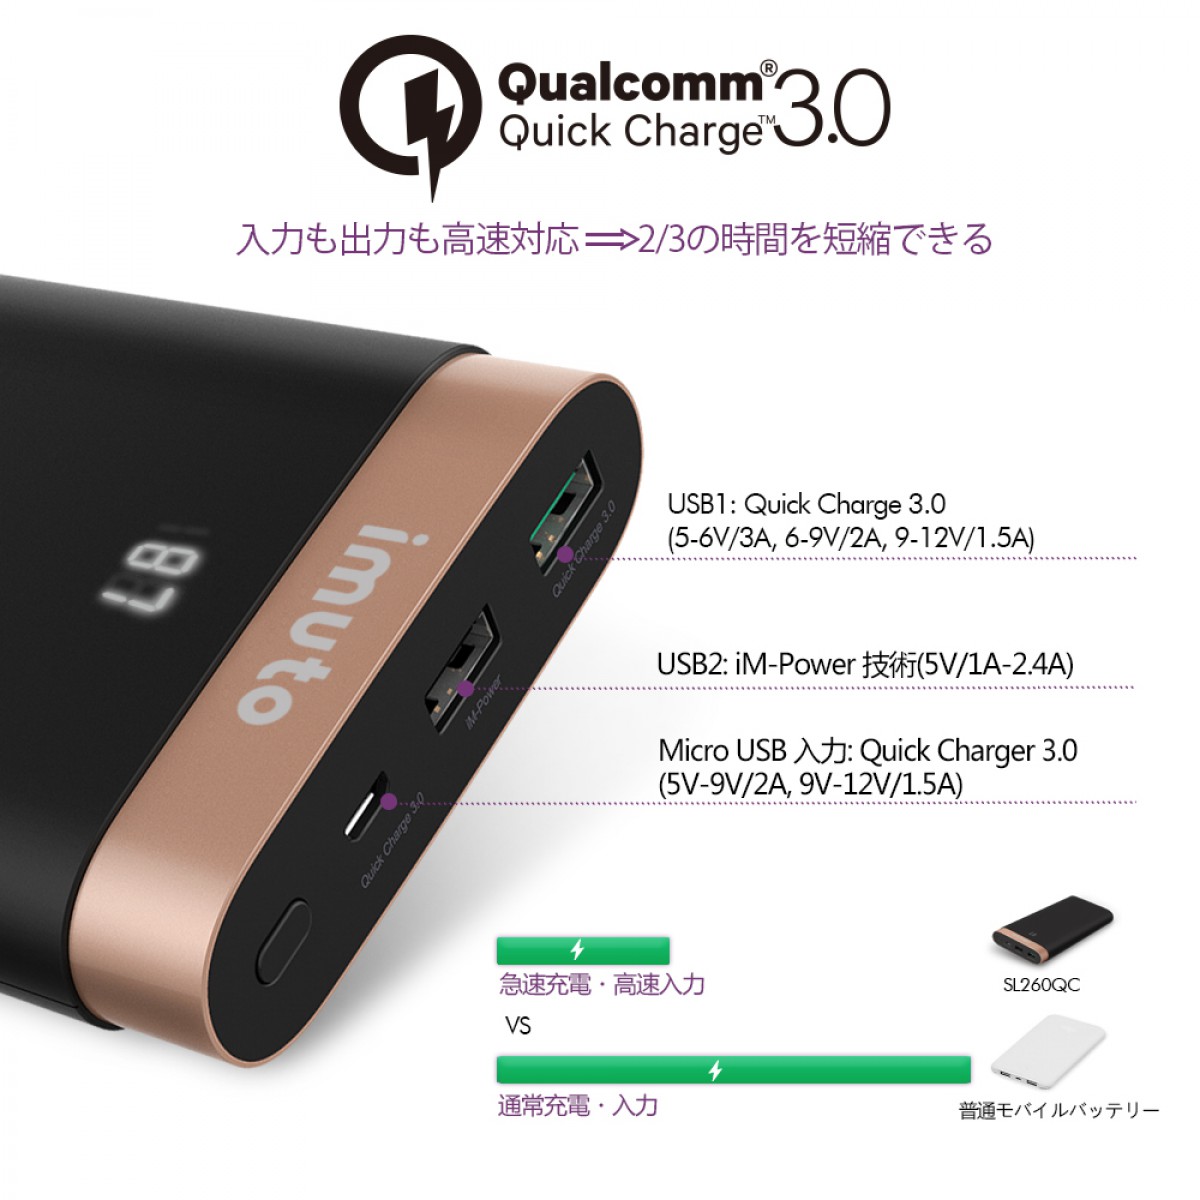 Qualcomm® 3.0
Quick Charge™
入力も出力も高速対応⇒2/3の時間を短縮できる
87
imuto
Quick Charge 3.0
USB1: Quick Charge 3.0
(5-6V/3A, 6-9V/2A, 9-12V/1.5A)
iM-Power
USB2: iM-Power 技術(5V/1A-2.4A)
Quick Charge 3.0
Micro USB 入力: Quick Charger 3.0
(5V-9V/2A, 9V-12V/1.5A)
急速充電・高速入力
SL260QC
VS
通常充電・入力
普通モバイルバッテリー